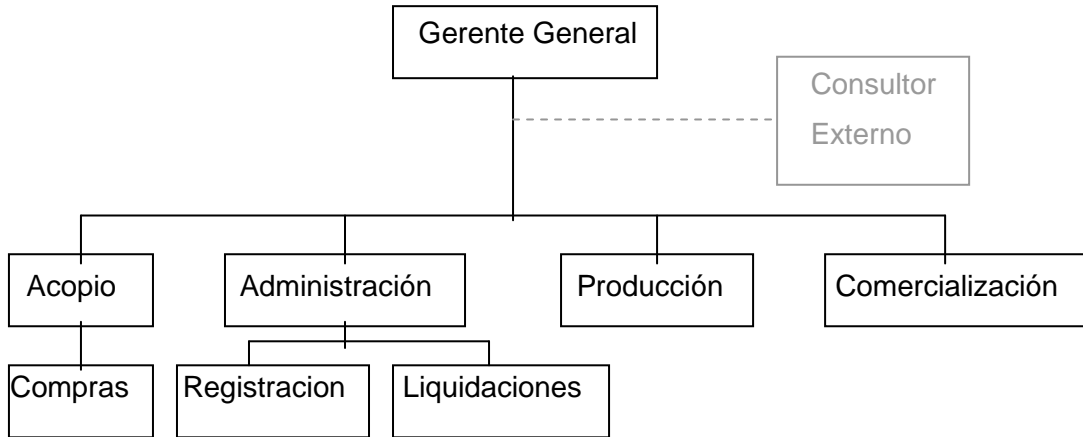 Gerente General
Consultor
Externo
Acopio
Administración
Producción
Comercialización
Compras
Registracion
Liquidaciones